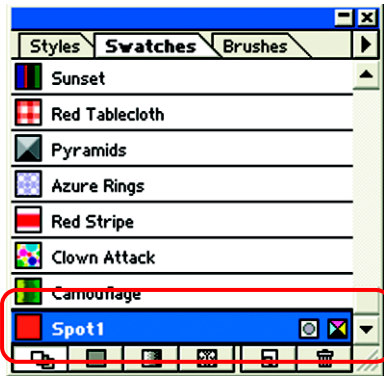 Styles Swatches Brushes
Sunset
Red Tablecloth
Pyramids
Azure Rings
Red Stripe
Clown Attack
Camouflage
Spot1